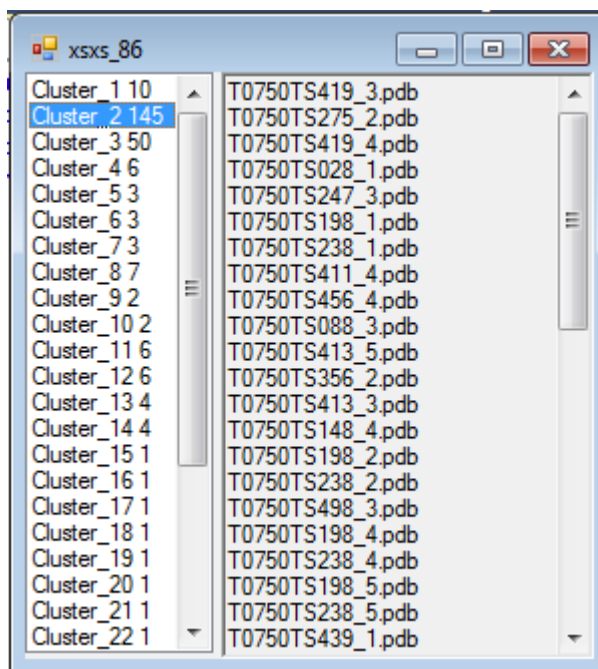 xsxs_86
Cluster_1 10
Cluster_2 145
Cluster_3 50
Cluster_4 6
Cluster_5 3
Cluster_6 3
Cluster_7 3
Cluster_8 7
Cluster_9 2
Cluster_10 2
Cluster_11 6
Cluster_12 6
Cluster_13 4
Cluster_14 4
Cluster_15 1
Cluster_16 1
Cluster_17 1
Cluster_18 1
Cluster_19 1
Cluster_20 1
Cluster_21 1
Cluster_22 1
T0750TS419_3.pdb
T0750TS275_2.pdb
T0750TS419_4.pdb
T0750TS028_1.pdb
T0750TS247_3.pdb
T0750TS198_1.pdb
T0750TS238_1.pdb
T0750TS411_4.pdb
T0750TS456_4.pdb
T0750TS088_3.pdb
T0750TS413_5.pdb
T0750TS356_2.pdb
T0750TS413_3.pdb
T0750TS148_4.pdb
T0750TS198_2.pdb
T0750TS238_2.pdb
T0750TS498_3.pdb
T0750TS198_4.pdb
T0750TS238_4.pdb
T0750TS198_5.pdb
T0750TS238_5.pdb
T0750TS439_1.pdb